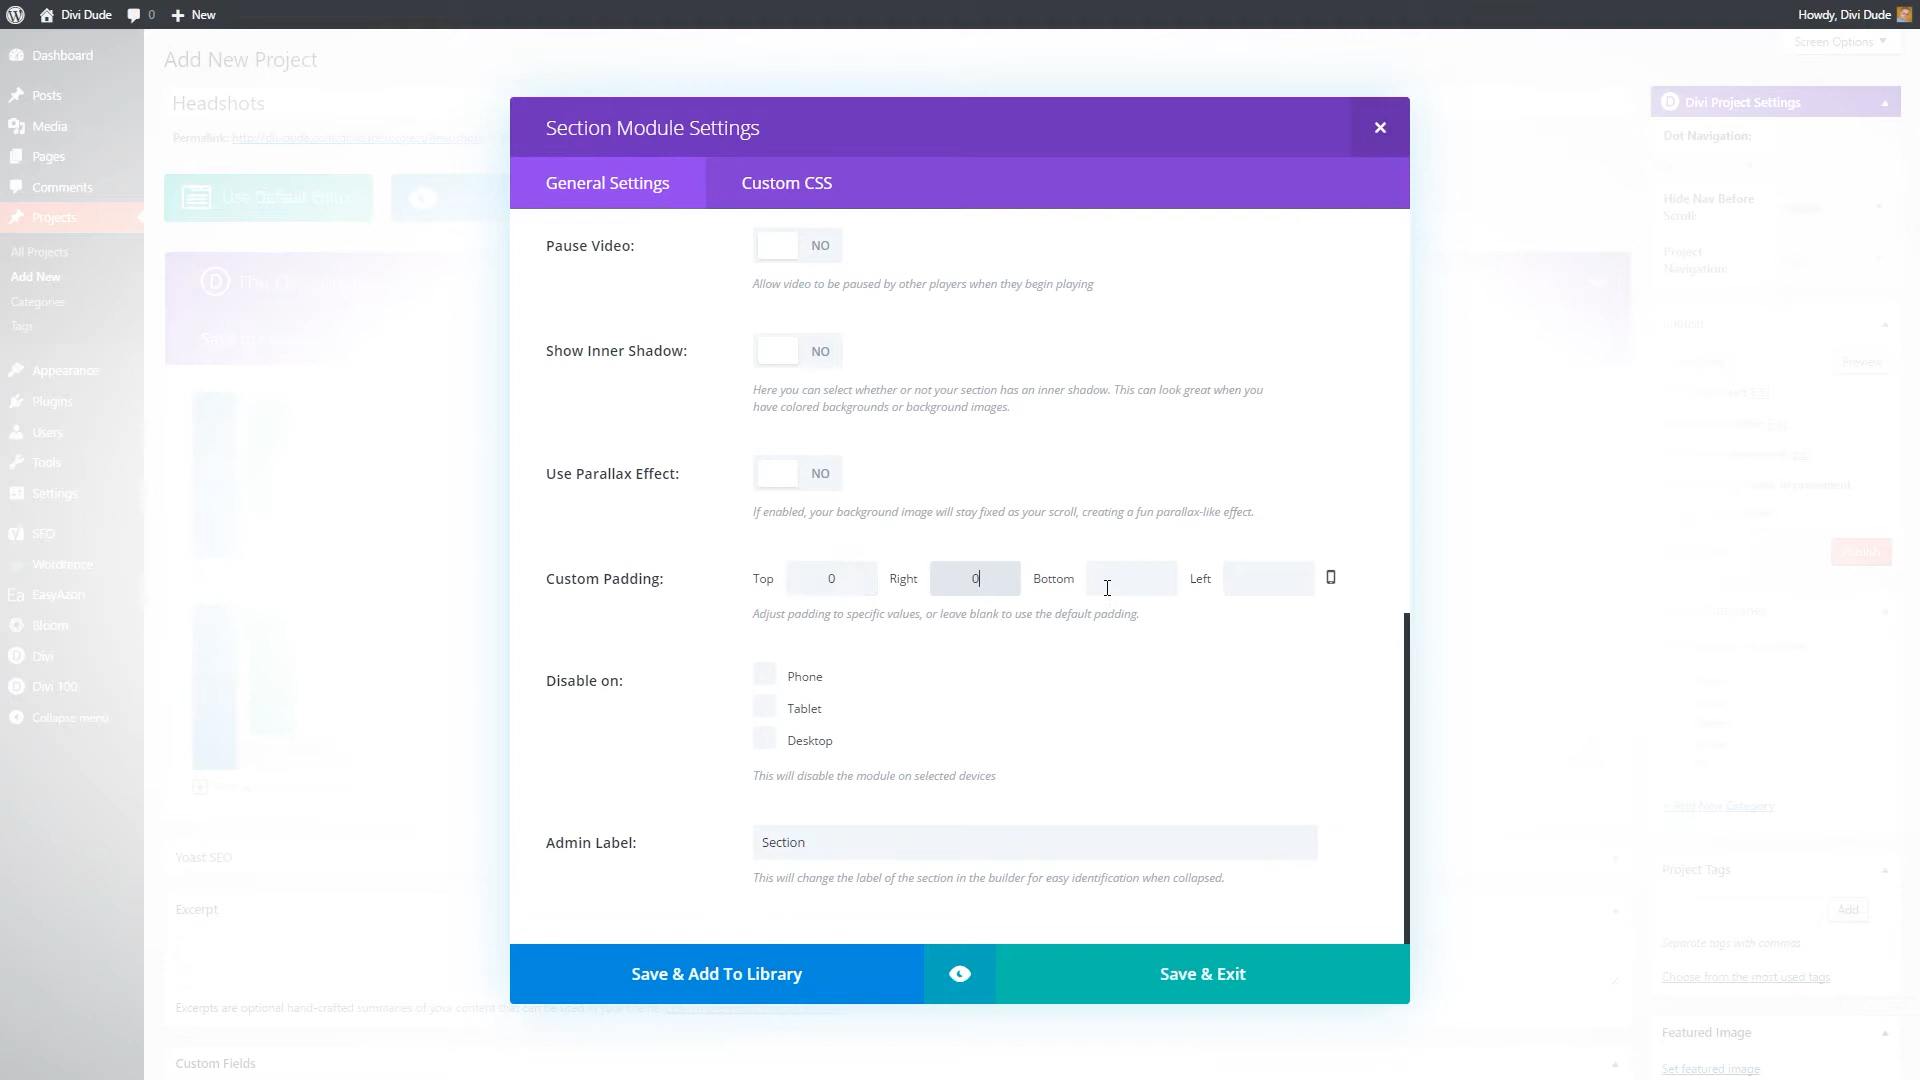 Divi Dude
0
New
Howdy, Divi Dude
Screen Options
Dashboard
Posts
Media
Pages
Comments
Projects
All Projects
Add New
Categories
Tags
Appearance
Plugins
Users
Tools
Settings
SEO
Wordfence
EasyAzon
Bloom
Divi
Divi 100
Collapse menu
Add New Project
Headshots
Permalink:
Use Default Editor
Section Module Settings
General Settings
Custom CSS
Pause Video:
NO
Allow video to be paused by other players when they begin playing
Show Inner Shadow:
NO
Here you can select whether or not your section has an inner shadow. This can look great when you
have colored backgrounds or background images.
Use Parallax Effect:
NO
If enabled, your background image will stay fixed as your scroll, creating a fun parallax-like effect.
Custom Padding:
Top 0 Right 0 Bottom Left
Adjust padding to specific values, or leave blank to use the default padding.
Disable on:
Phone
Tablet
Desktop
This will disable the module on selected devices
Admin Label:
Section
This will change the label of the section in the builder for easy identification when collapsed.
Save & Add To Library
Save & Exit
Yoast SEO
Excerpt
Excerpts are optional hand-crafted summaries of your content that can be used in your
Custom Fields
Divi Project Settings
Dot Navigation:
Hide Nav Before
Scroll:
Project
Navigation:
Preview
Publish
+ Add New Category
Project Tags
Add
Separate tags with commas
Choose from the most used tags
Featured Image
Set featured image